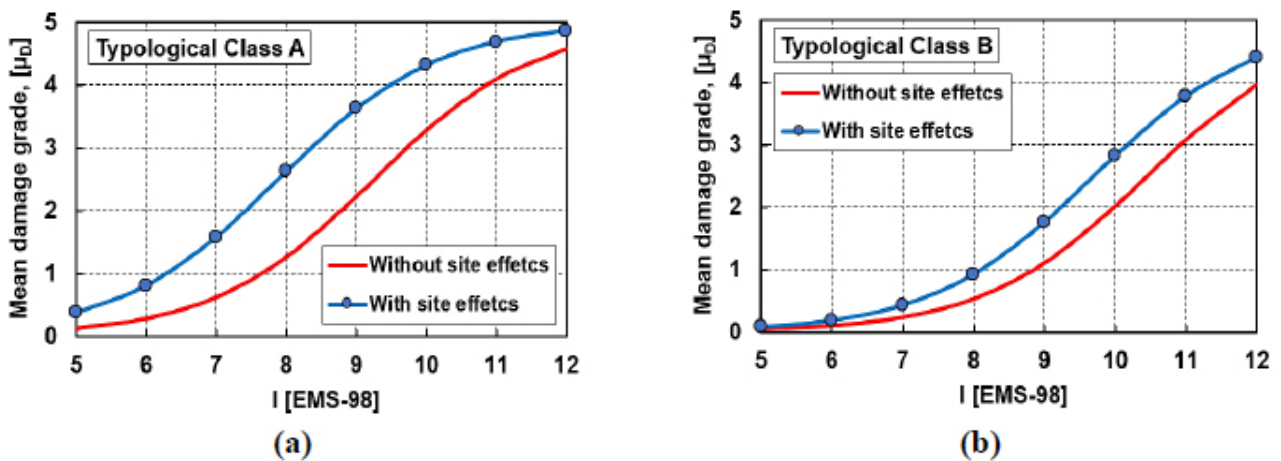 Typological Class A
Mean damage grade, [μD]
5
4
3
2
1
0
Without site effetcs
With site effetcs
5 6 7 8 9 10 11 12
I [EMS-98]
(a)
Typological Class B
Mean damage grade, [μD]
5
4
3
2
1
0
Without site effetcs
With site effetcs
5 6 7 8 9 10 11 12
I [EMS-98]
(b)